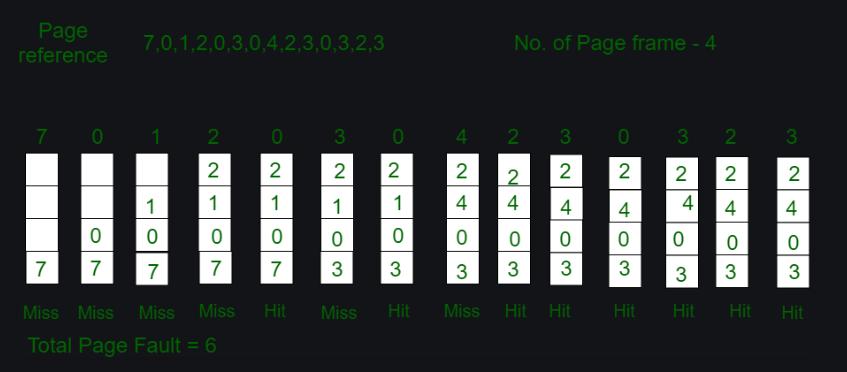 Page reference
7,0,1,2,0,3,0,4,2,3,0,3,2,3
No. of Page frame - 4
7 0 1 2 0 3 0 4 2 3 0 3 2 3
2 2 2 2 2 2 2 2 2 2 2
1 1 1 1 1 4 4 4 4 4 4 4
0 0 0 0 0 0 0 0 0 0 0 0 0
7 7 7 7 7 3 3 3 3 3 3 3 3 3
Miss Miss Miss Miss Hit Miss Hit Miss Hit Hit Hit Hit Hit Hit
Total Page Fault = 6